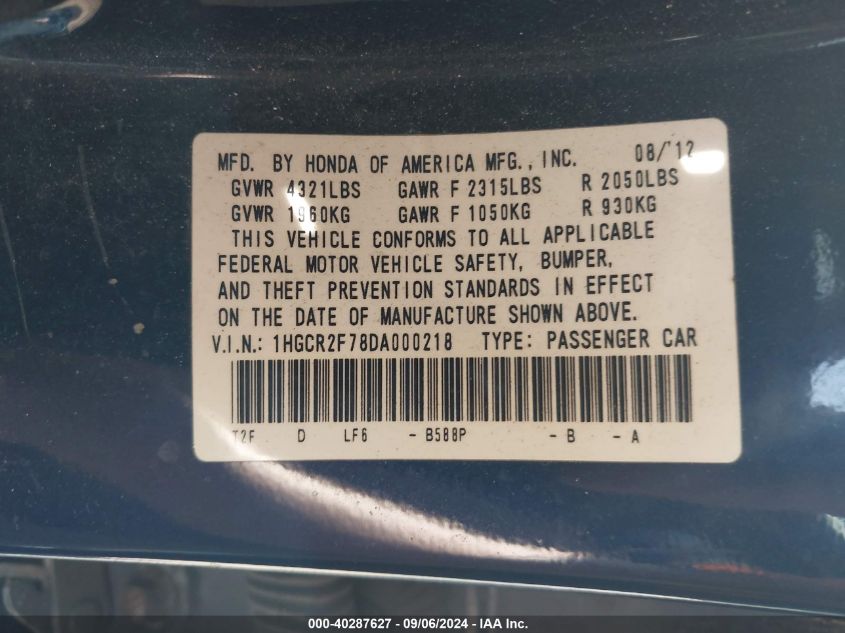 MFD. BY HONDA OF AMERICA MFG., INC. 08/'12
GVWR 4321LBS GAWR F 2315LBS R 2050LBS
GVWR 1960KG GAWR F 1050KG R 930KG
THIS VEHICLE CONFORMS TO ALL APPLICABLE
FEDERAL MOTOR VEHICLE SAFETY, BUMPER,
AND THEFT PREVENTION STANDARDS IN EFFECT
ON THE DATE OF MANUFACTURE SHOWN ABOVE.
V.I.N.: 1HGCR2F78DA000218 TYPE: PASSENGER CAR
T2F D LF6 - B588P - B - A
000-40287627 - 09/06/2024 - IAA Inc.